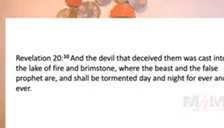 Revelation 20:¹⁰ And the devil that deceived them was cast into
the lake of fire and brimstone, where the beast and the false
prophet are, and shall be tormented day and night for ever and
ever.